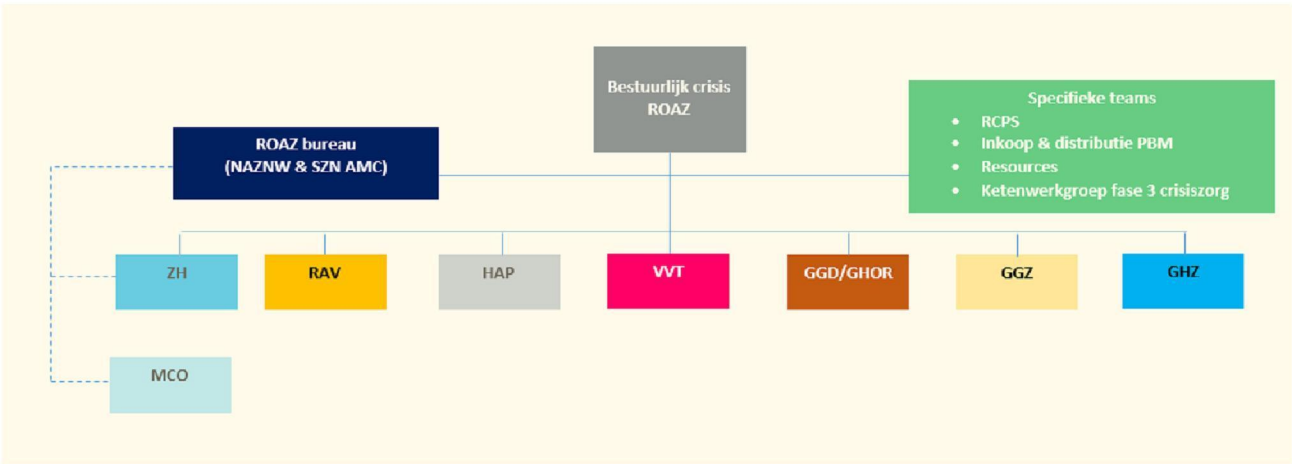 Bestuurlijk crisis
ROAZ
ROAZ bureau
(NAZNW & SZN AMC)
Specifieke teams
• RCPS
• Inkoop & distributie PBM
• Resources
• Ketenwerkgroep fase 3 crisiszorg
ZH
RAV
HAP
VVT
GGD/GHOR
GGZ
GHZ
MCO